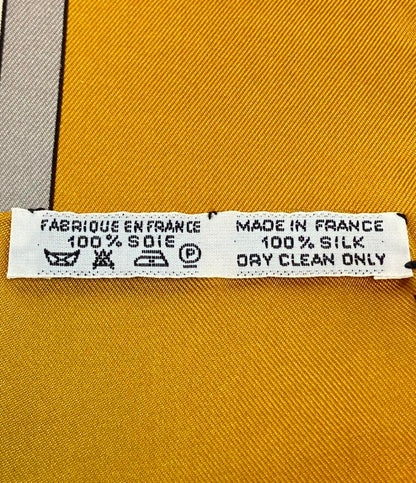 FABRIQUE EN FRANCE
100% SOIE
P
MADE IN FRANCE
100% SILK
DRY CLEAN ONLY